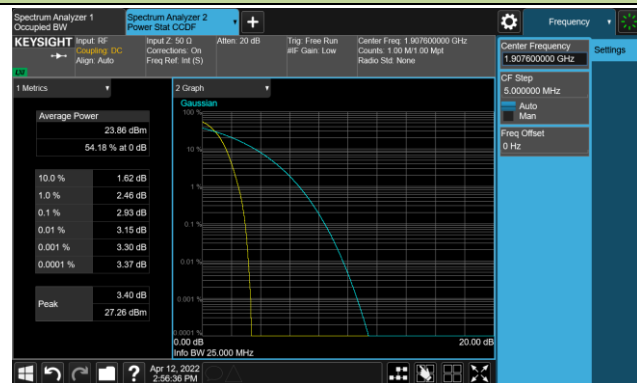 Spectrum Analyzer 1
Occupied BW
Spectrum Analyzer 2
Power Stat CCDF
+
Frequency
KEYSIGHT
Input: RF
Coupling: DC
Align: Auto
Input Z: 50 Ω
Corrections: On
Freq Ref: Int (S)
Atten: 20 dB
Trig: Free Run
#IF Gain: Low
Center Freq: 1.907600000 GHz
Counts: 1.00 M/1.00 Mpt
Radio Std: None
Center Frequency
1.907600000 GHz
Settings
CF Step
5.000000 MHz
Auto
Man
Freq Offset
0 Hz
1 Metrics
Average Power
23.86 dBm
54.18 % at 0 dB
10.0 % 1.62 dB
1.0 % 2.46 dB
0.1 % 2.93 dB
0.01 % 3.15 dB
0.001 % 3.30 dB
0.0001 % 3.37 dB
Peak
3.40 dB
27.26 dBm
2 Graph
Gaussian
100 %
10 %
1 %
0.1 %
0.01 %
0.001 %
0.0001 %
0.00 dB 20.00 dB
Info BW 25.000 MHz
?
Apr 12, 2022
2:56:36 PM